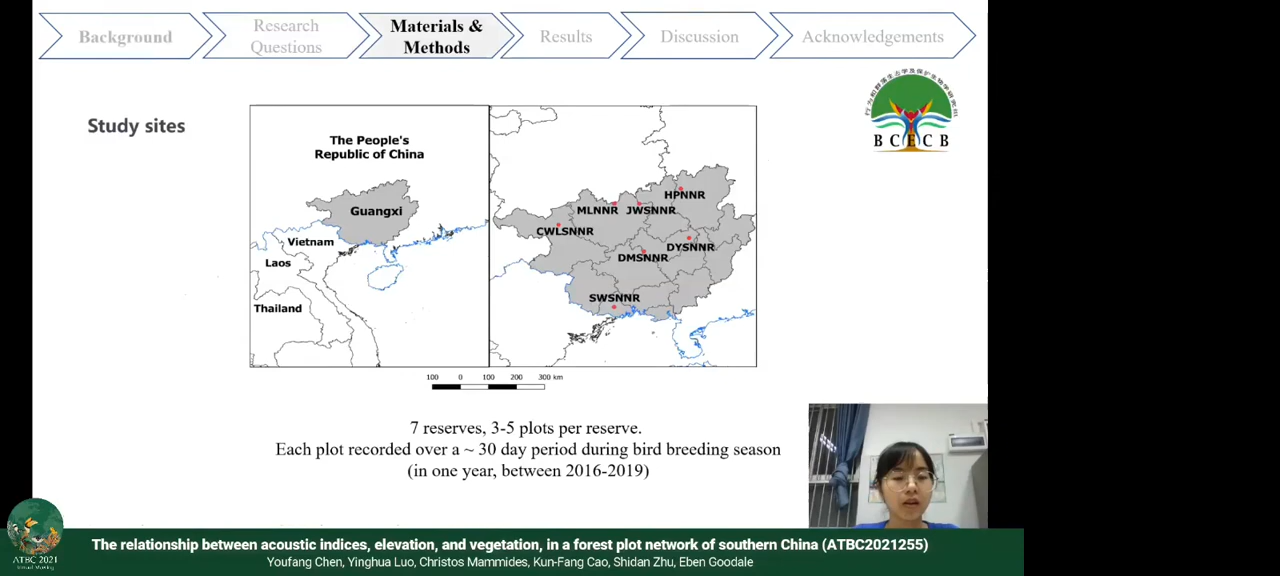 Background
Research
Questions
Materials &
Methods
Results
Discussion
Acknowledgements
Study sites
The People's
Republic of China
Guangxi
Vietnam
Laos
Thailand
HPNNR
MLNNR
JWSNNR
CWLSNNR
DYSNNR
DMSNNR
SWSNNR
100 0 100 200 300 km
B C E C B
7 reserves, 3-5 plots per reserve.
Each plot recorded over a ~ 30 day period during bird breeding season
(in one year, between 2016-2019)
ATBC 2021
The relationship between acoustic indices, elevation, and vegetation, in a forest plot network of southern China (ATBC2021255)
Youfang Chen, Yinghua Luo, Christos Mammides, Kun-Fang Cao, Shidan Zhu, Eben Goodale